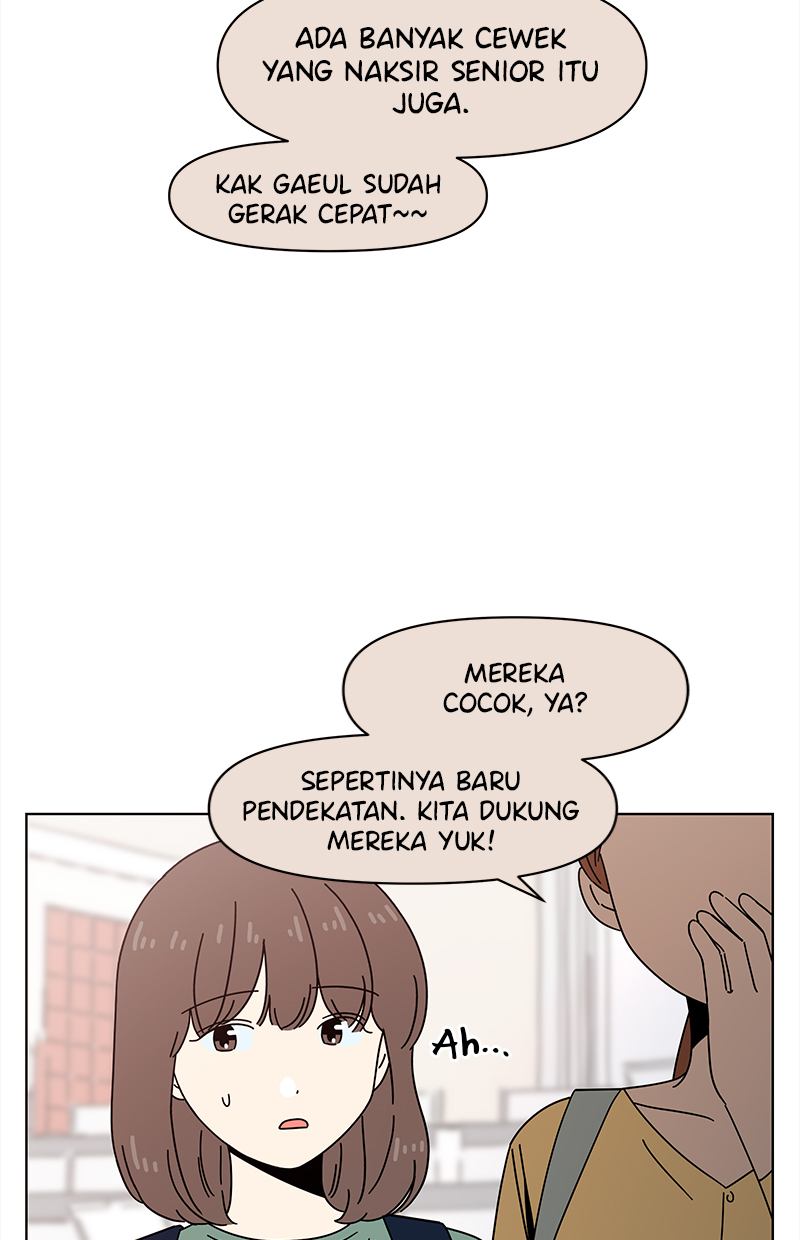 ADA BANYAK CEWEK
YANG NAKSIR SENIOR ITU
JUGA.
KAK GAEUL SUDAH
GERAK CEPAT~~
MEREKA
COCOK, YA?
SEPERTINYA BARU
PENDEKATAN. KITA DUKUNG
MEREKA YUK!
Ah...